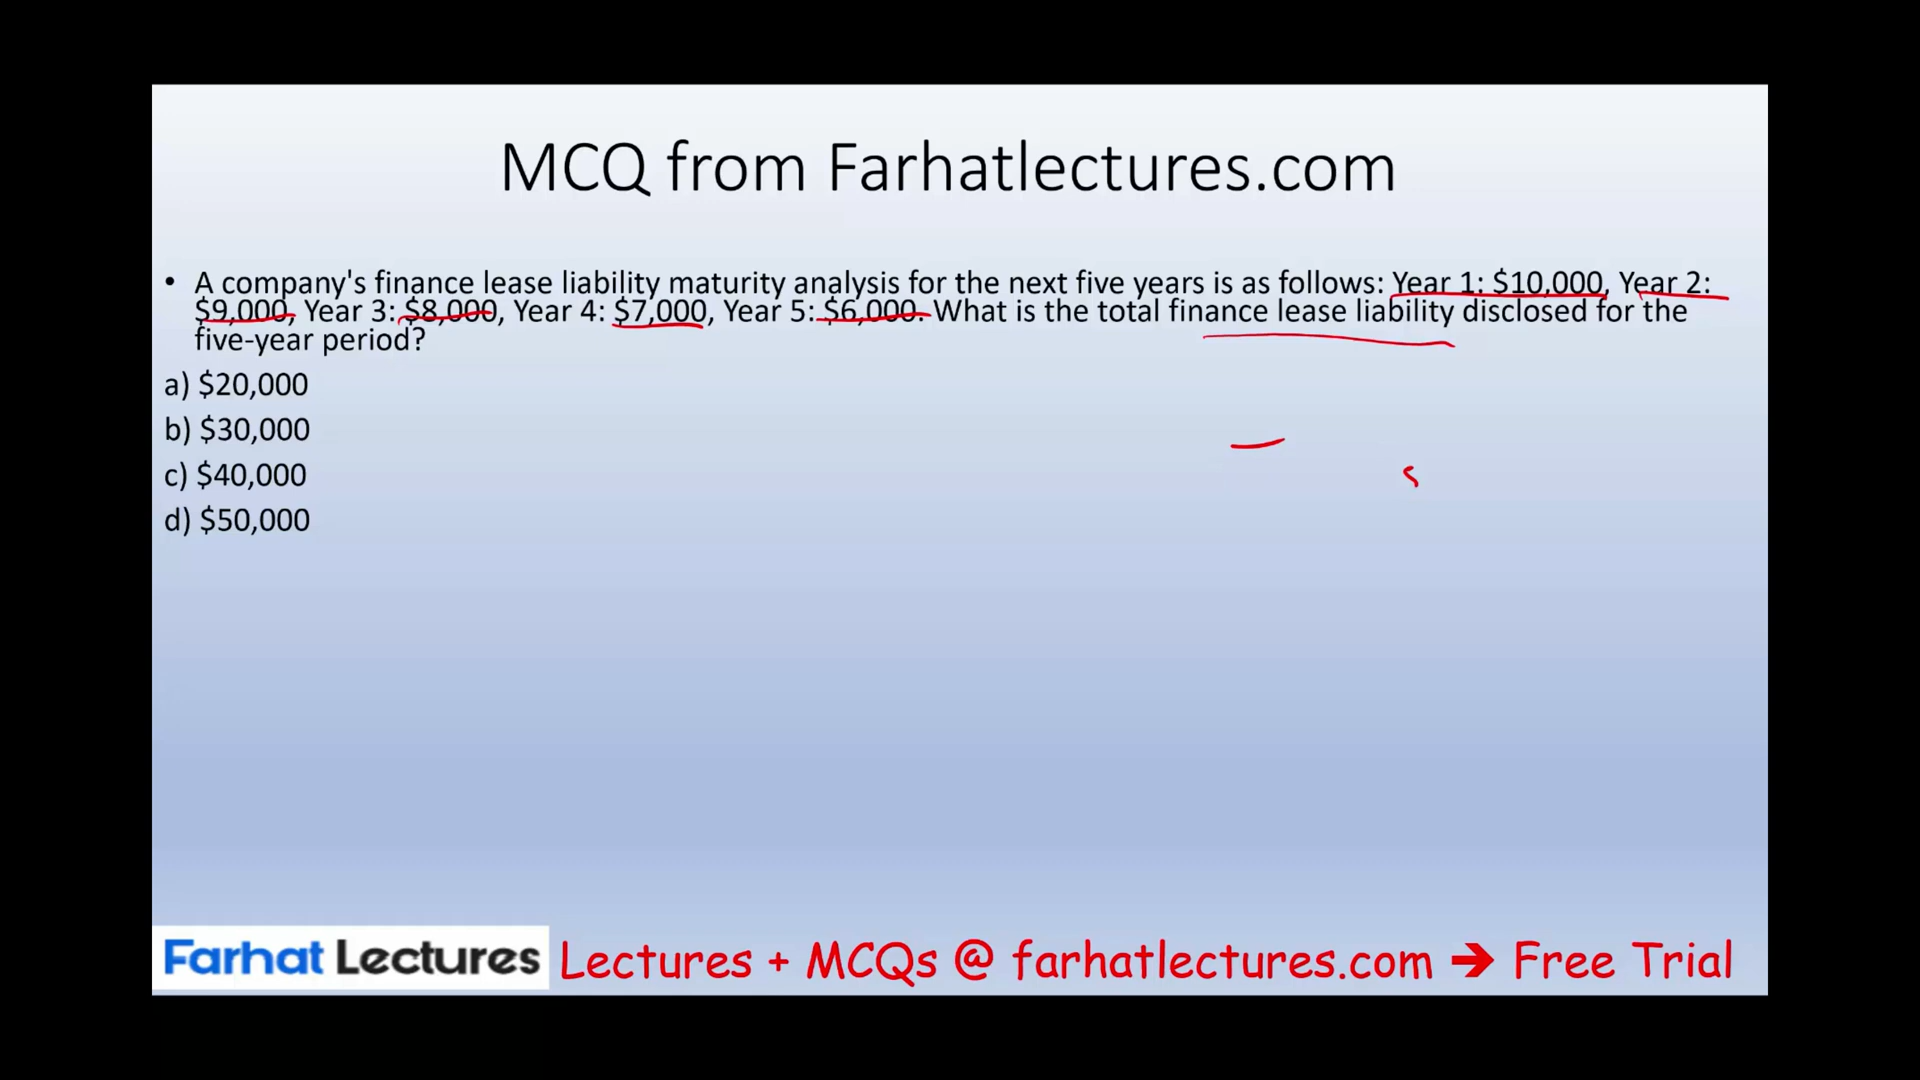 MCQ from Farhatlectures.com
• A company's finance lease liability maturity analysis for the next five years is as follows: Year 1: $10,000, Year 2:
$9,000, Year 3: $8,000, Year 4: $7,000, Year 5: $6,000. What is the total finance lease liability disclosed for the
five-year period?
a) $20,000
b) $30,000
c) $40,000
d) $50,000
Farhat Lectures Lectures + MCQs @ farhatlectures.com ➔ Free Trial